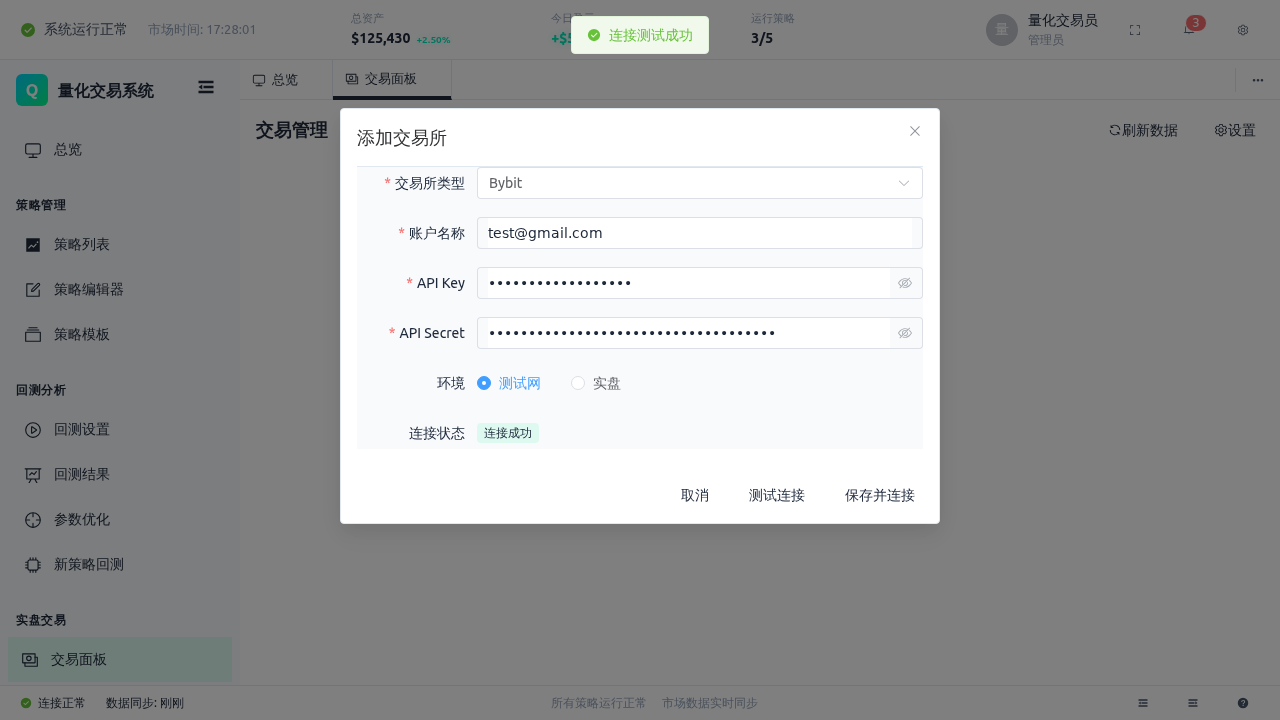 系统运行正常
市场时间: 17:28:01
总资产
$125,430 +2.50%
今日
+$
连接测试成功
运行策略
3/5
量
量化交易员
管理员
3
Q
量化交易系统
总览
交易面板
总览
策略管理
策略列表
策略编辑器
策略模板
回测分析
回测设置
回测结果
参数优化
新策略回测
实盘交易
交易面板
交易管理
刷新数据
设置
添加交易所
* 交易所类型
Bybit
* 账户名称
test@gmail.com
* API Key
••••••••••••••••••
* API Secret
••••••••••••••••••••••••••••••••••••
环境
测试网
实盘
连接状态
连接成功
取消
测试连接
保存并连接
连接正常
数据同步: 刚刚
所有策略运行正常
市场数据实时同步